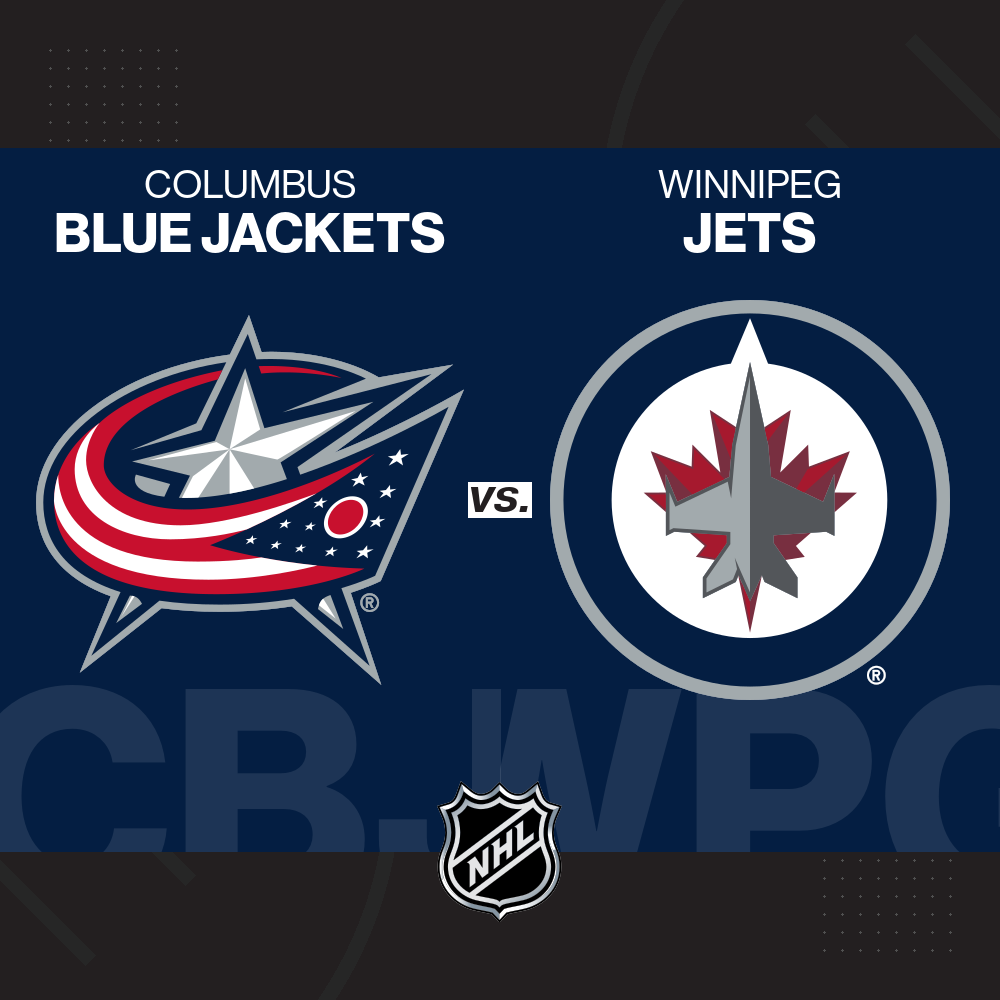 COLUMBUS
BLUE JACKETS
WINNIPEG
JETS
VS.
®
®
CBJ
WPG
NHL